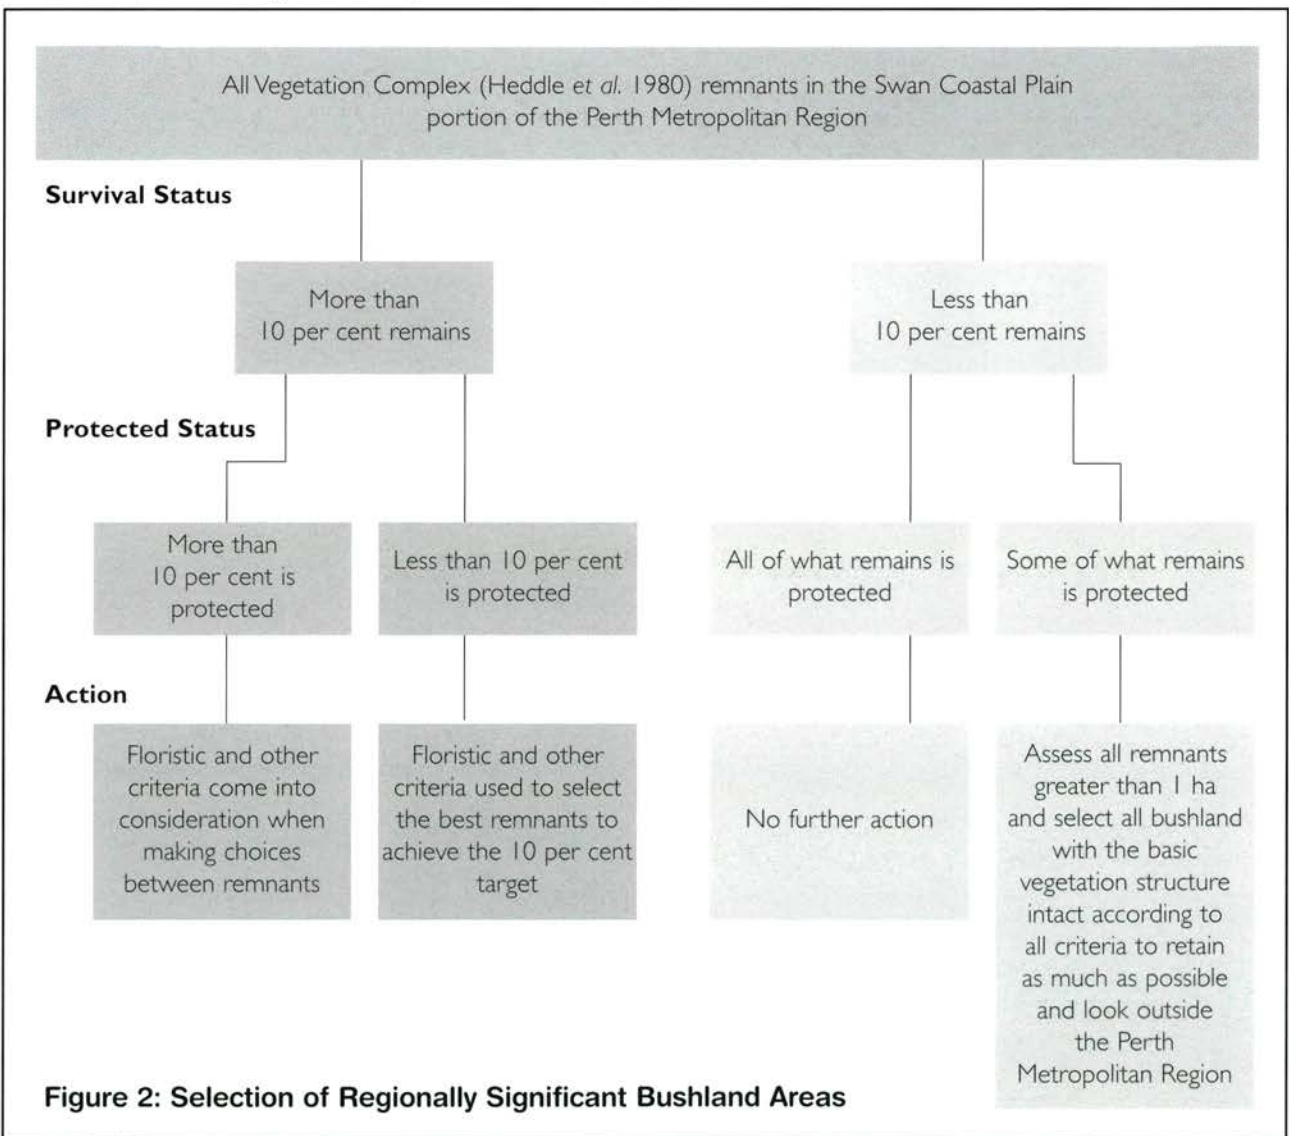 All Vegetation Complex (Heddle et al. 1980) remnants in the Swan Coastal Plain
portion of the Perth Metropolitan Region
Survival Status
More than
10 per cent remains
Less than
10 per cent remains
Protected Status
More than
10 per cent is
protected
Less than 10 per cent
is protected
All of what remains is
protected
Some of what remains
is protected
Action
Floristic and other
criteria come into
consideration when
making choices
between remnants
Floristic and other
criteria used to select
the best remnants to
achieve the 10 per cent
target
No further action
Assess all remnants
greater than 1 ha
and select all bushland
with the basic
vegetation structure
intact according to
all criteria to retain
as much as possible
and look outside
the Perth
Metropolitan Region
Figure 2: Selection of Regionally Significant Bushland Areas